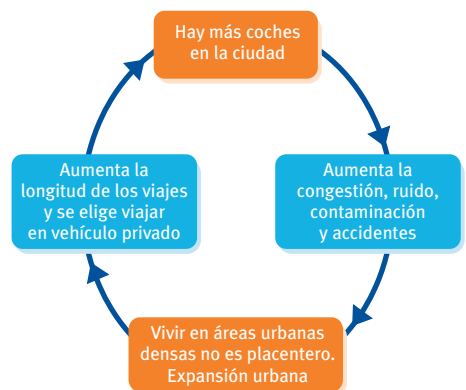 Hay más coches
en la ciudad
Aumenta la
congestión, ruido,
contaminación
y accidentes
Vivir en áreas urbanas
densas no es placentero.
Expansión urbana
Aumenta la
longitud de los viajes
y se elige viajar
en vehículo privado